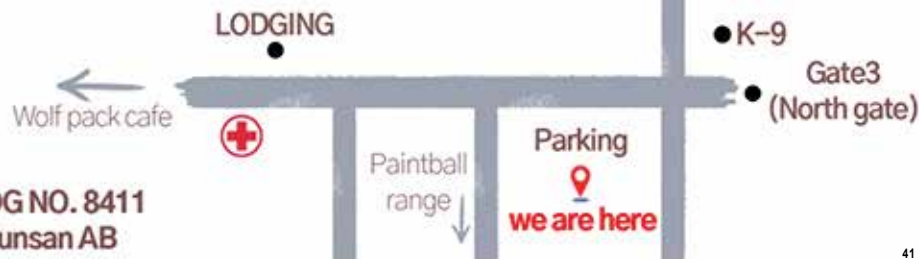 LODGING
K-9
Gate3
(North gate)
Wolf pack cafe
Paintball
range
Parking
we are here
G NO. 8411
unsan AB
41